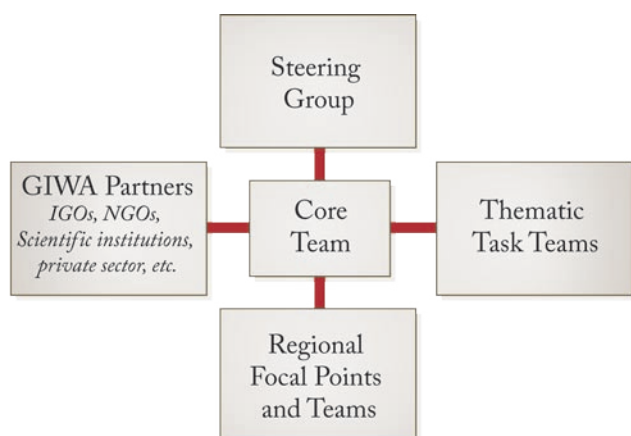 Steering
Group
GIWA Partners
IGOs, NGOs,
Scientific institutions,
private sector, etc.
Core
Team
Thematic
Task Teams
Regional
Focal Points
and Teams